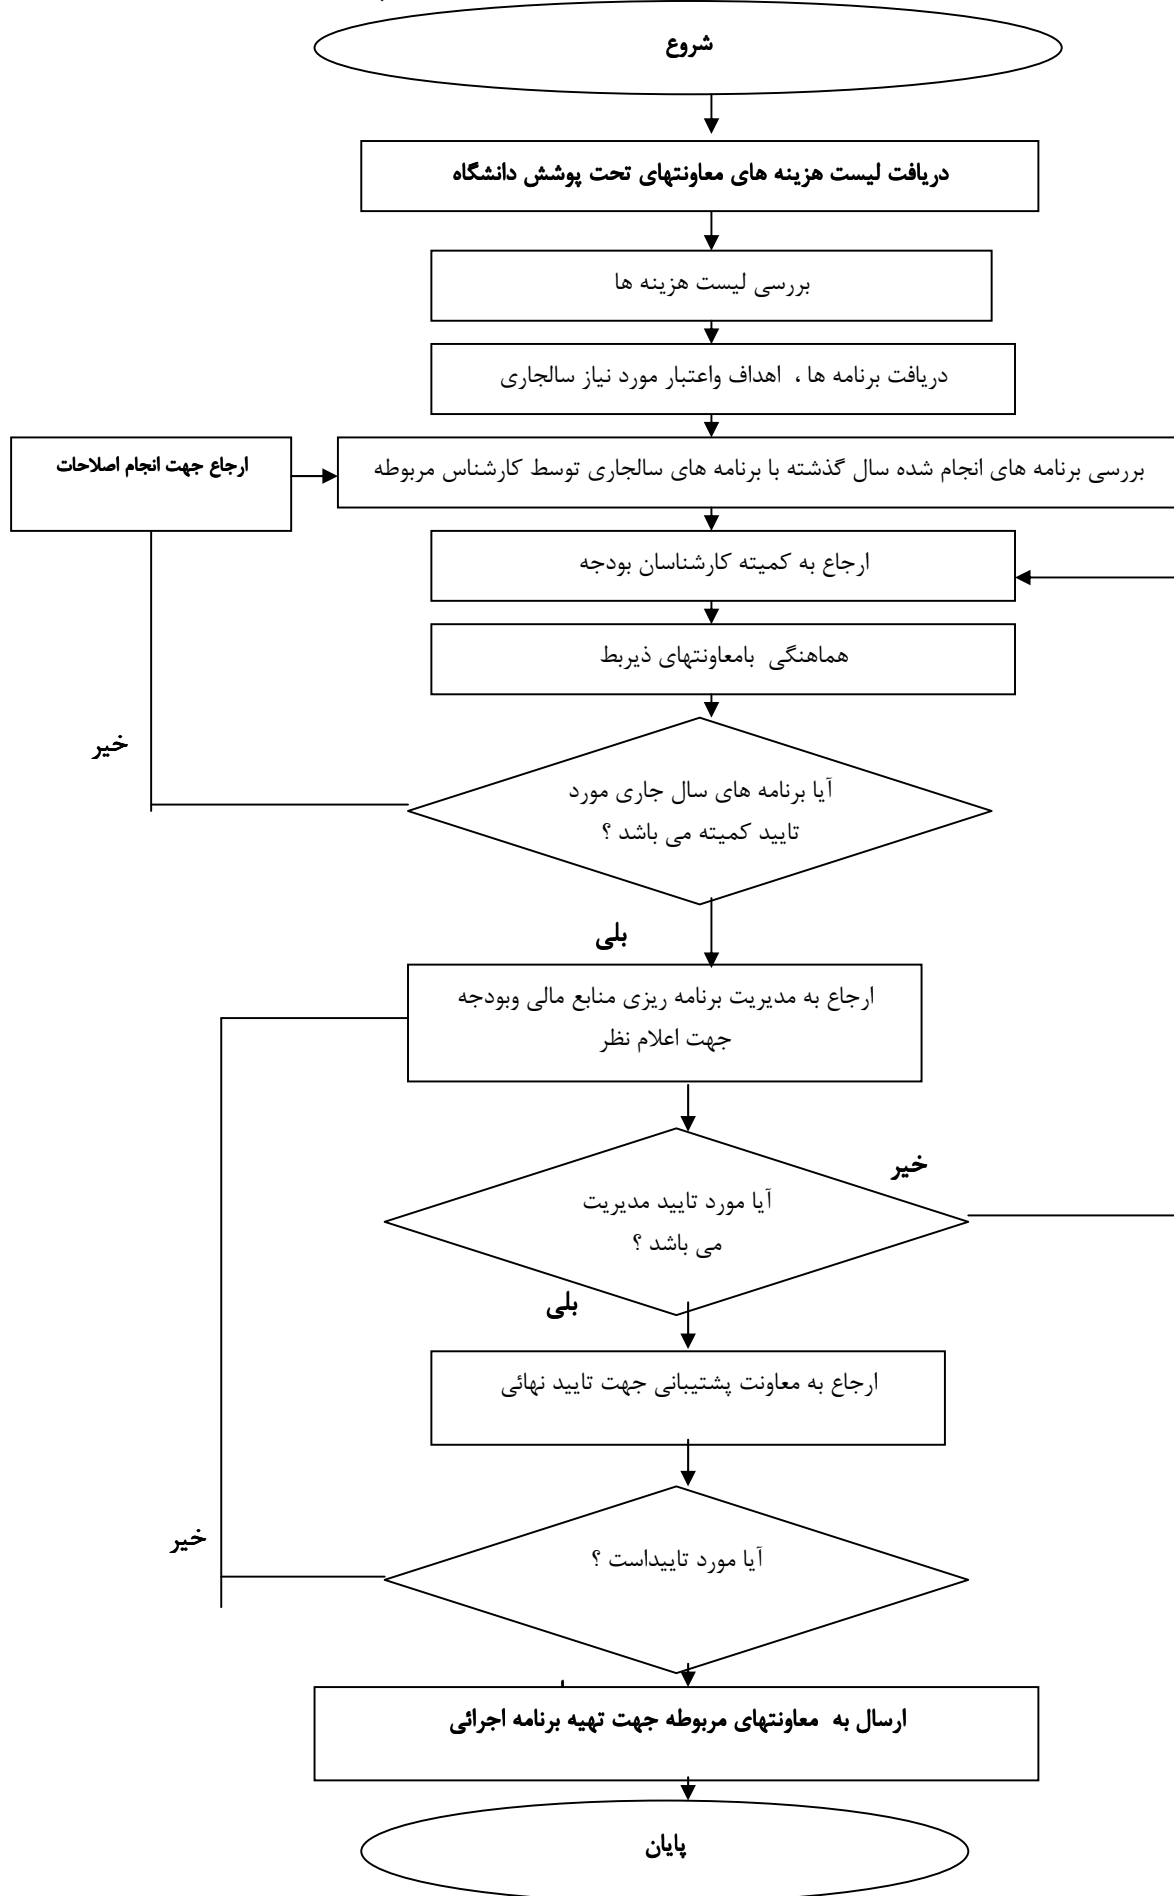 شروع
دریافت لیست هزینه های معاونتهای تحت پوشش دانشگاه
بررسی لیست هزینه ها
دریافت برنامه ها ، اهداف واعتبار مورد نیاز سالجاری
ارجاع جهت انجام اصلاحات
بررسی برنامه های انجام شده سال گذشته با برنامه های سالجاری توسط کارشناس مربوطه
ارجاع به کمیته کارشناسان بودجه
هماهنگی بامعاونتهای ذیربط
خیر
آیا برنامه های سال جاری مورد
تایید کمیته می باشد ؟
بلی
ارجاع به مدیریت برنامه ریزی منابع مالی وبودجه
جهت اعلام نظر
خیر
آیا مورد تایید مدیریت
می باشد ؟
بلی
ارجاع به معاونت پشتیبانی جهت تایید نهائی
خیر
آیا مورد تاییداست ؟
ارسال به معاونتهای مربوطه جهت تهیه برنامه اجرائی
پایان